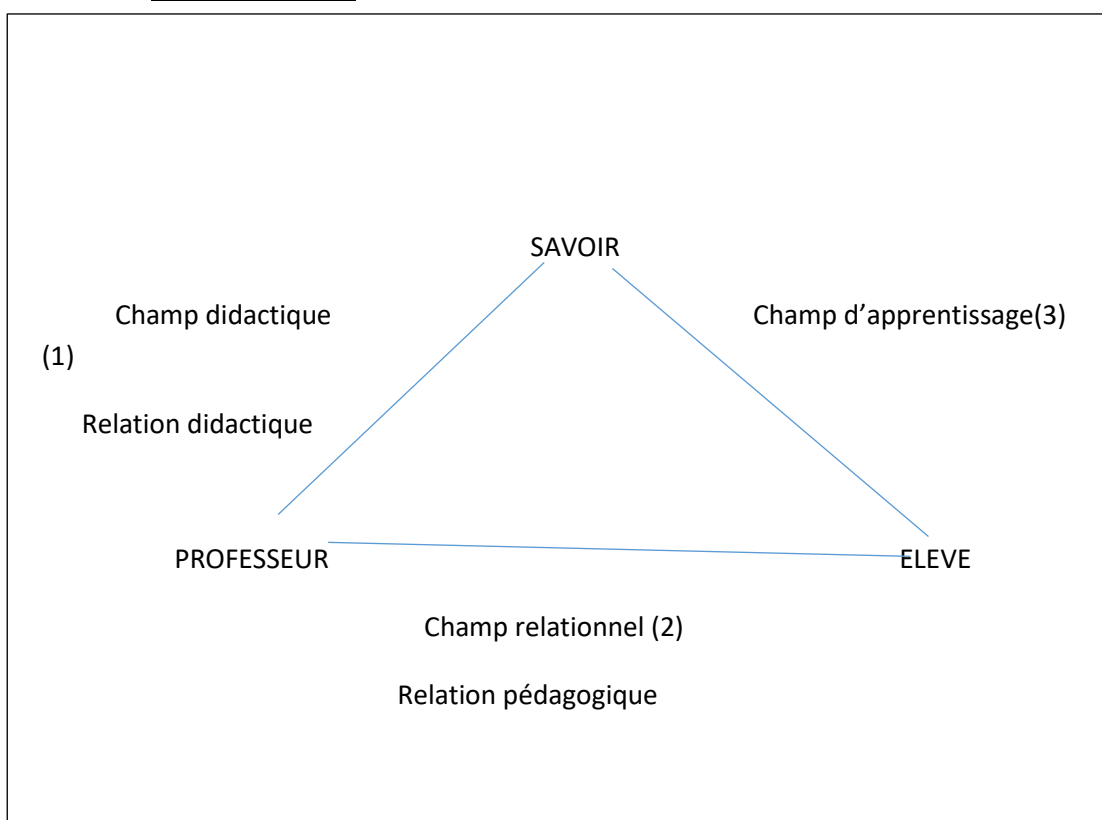 SAVOIR
Champ didactique
Champ d’apprentissage(3)
(1)
Relation didactique
PROFESSEUR
ELEVE
Champ relationnel (2)
Relation pédagogique